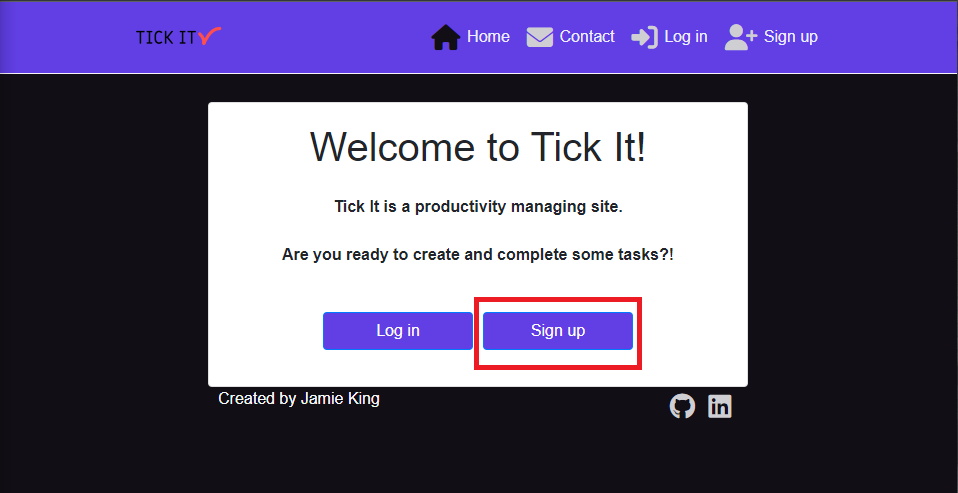 TICK IT
Home Contact Log in Sign up
Welcome to Tick It!
Tick It is a productivity managing site.
Are you ready to create and complete some tasks?!
Log in Sign up
Created by Jamie King
in